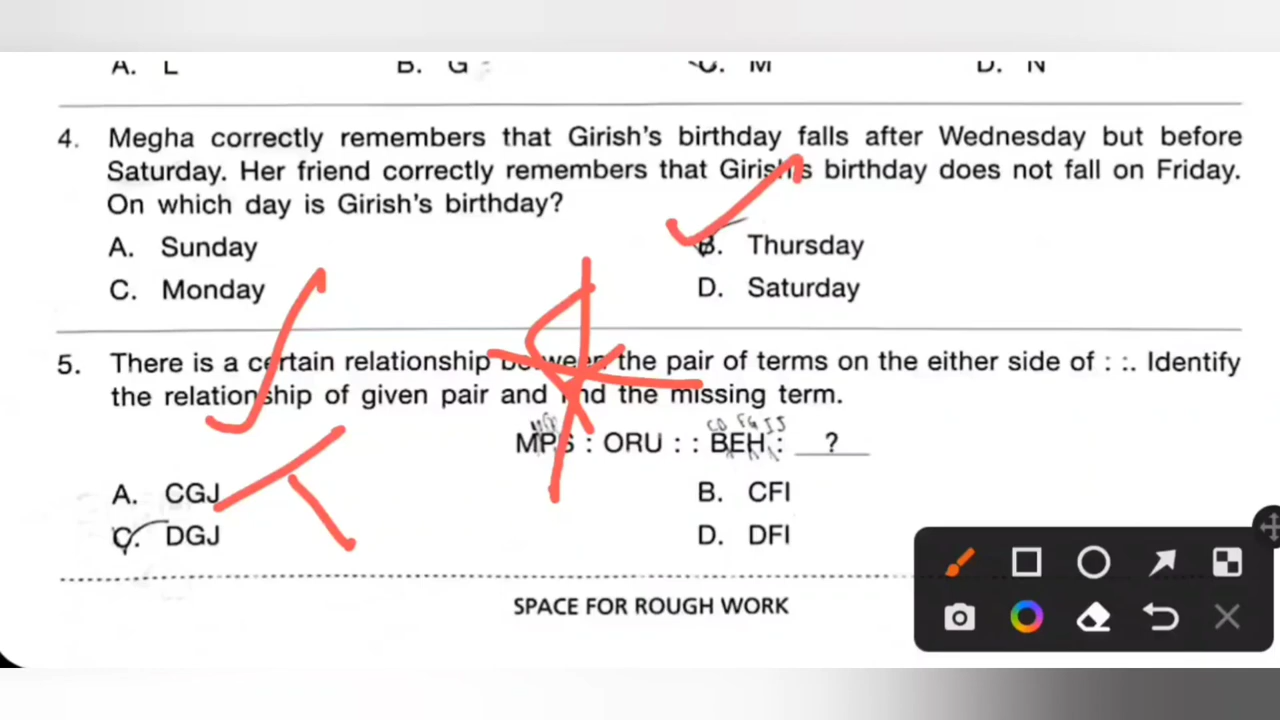 A. L B. G C. M D. N
4. Megha correctly remembers that Girish's birthday falls after Wednesday but before
Saturday. Her friend correctly remembers that Girish's birthday does not fall on Friday.
On which day is Girish's birthday?
A. Sunday B. Thursday
C. Monday D. Saturday
5. There is a certain relationship between the pair of terms on the either side of : :. Identify
the relationship of given pair and find the missing term.
CD FG IJ
MPS : ORU : : BEH : ?
A. CGJ B. CFI
C. DGJ D. DFI
SPACE FOR ROUGH WORK